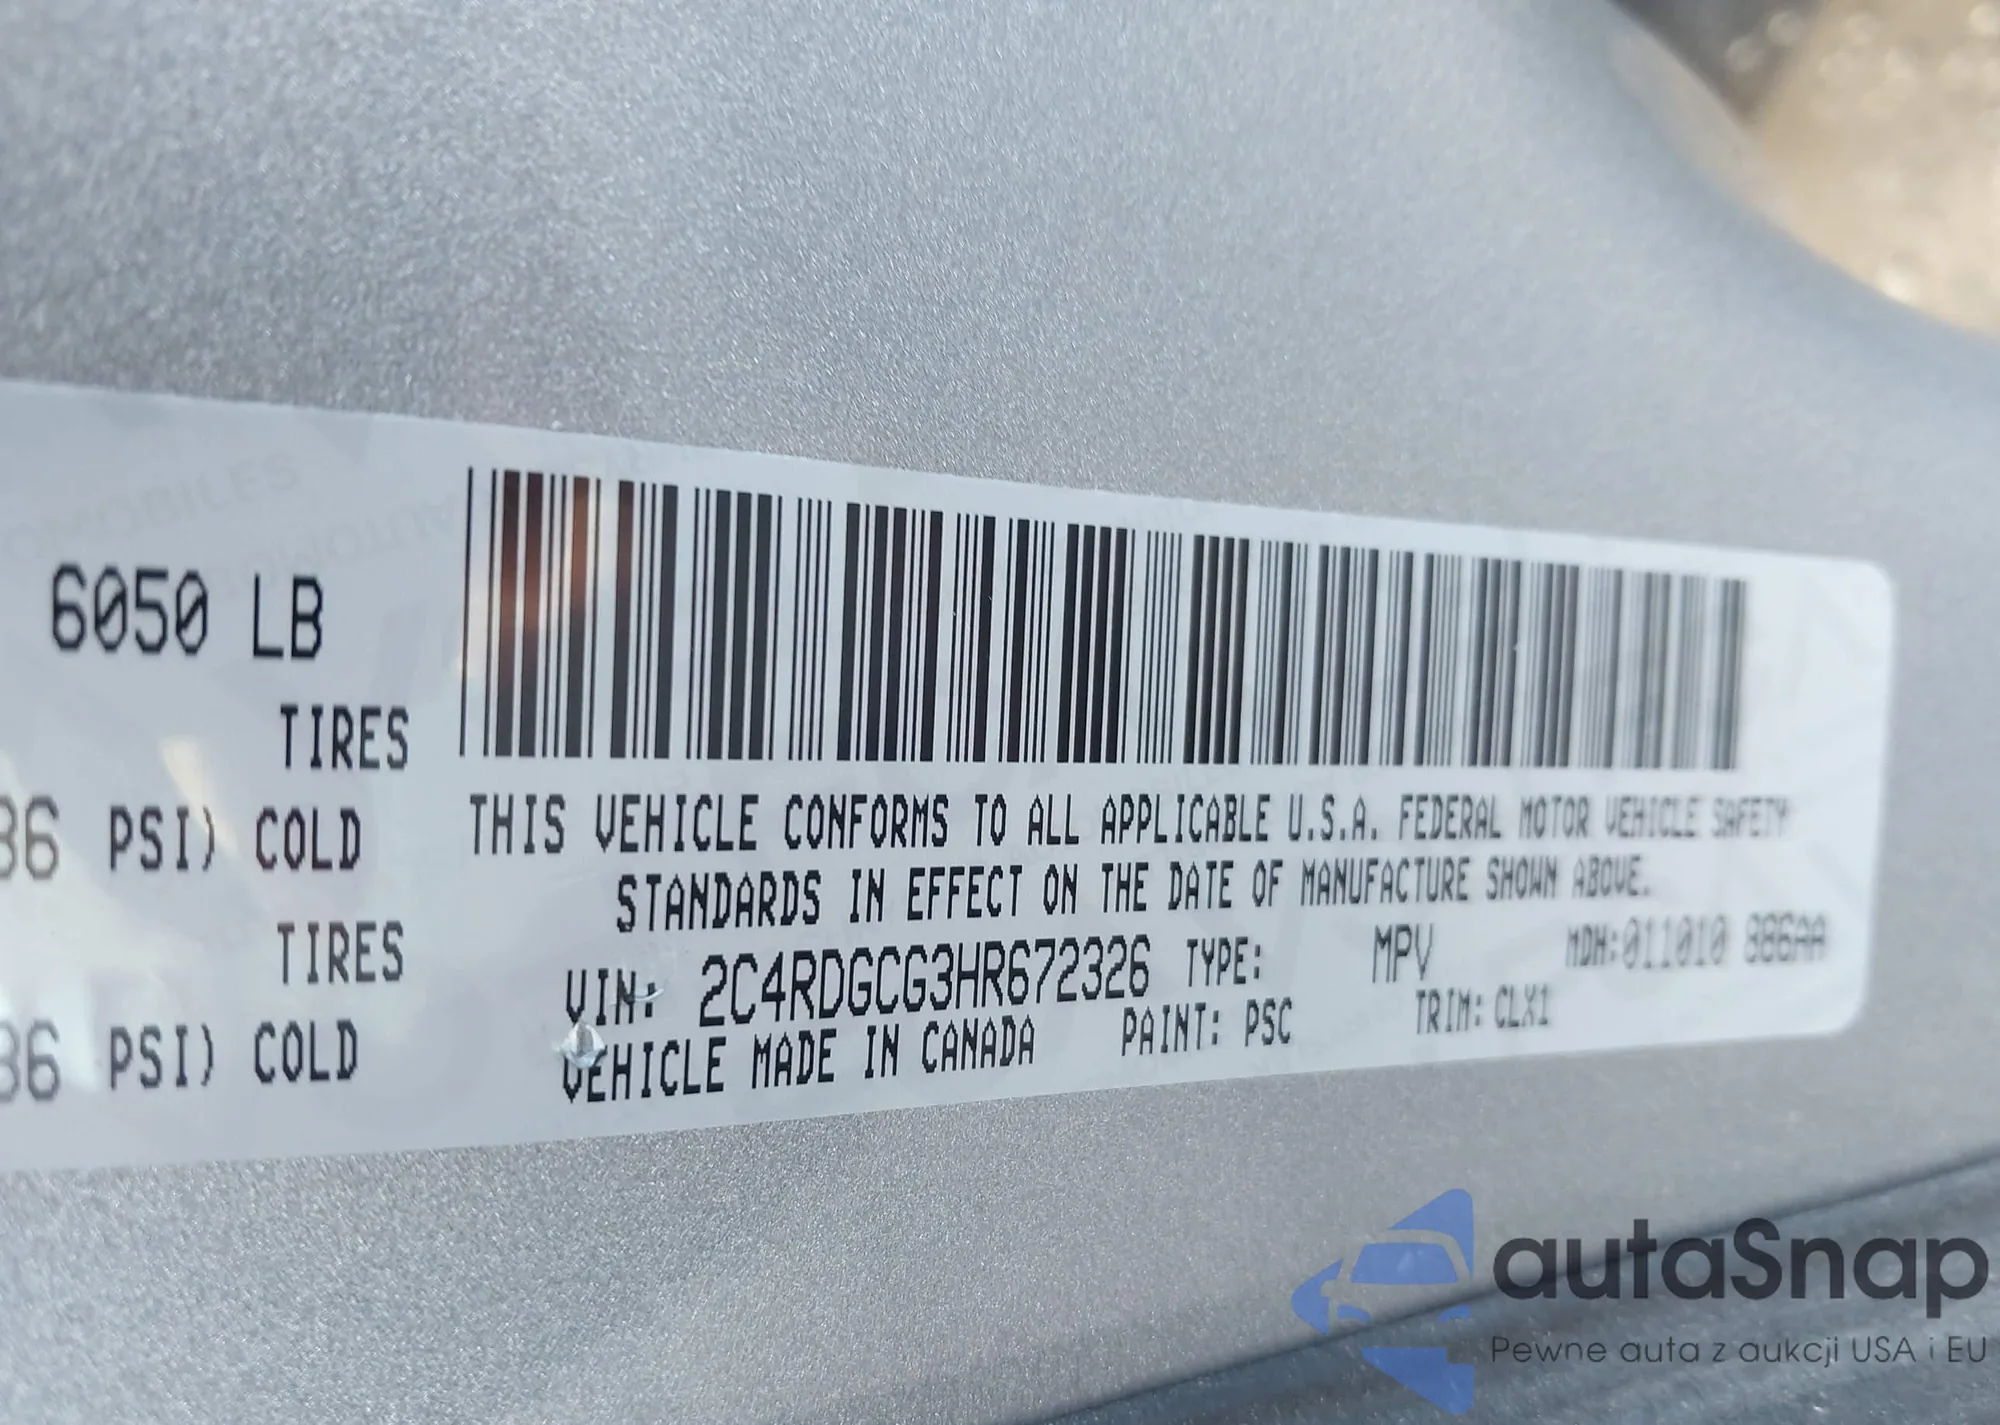 6050 LB
TIRES
36 PSI) COLD
TIRES
36 PSI) COLD
THIS VEHICLE CONFORMS TO ALL APPLICABLE U.S.A. FEDERAL MOTOR VEHICLE SAFETY
STANDARDS IN EFFECT ON THE DATE OF MANUFACTURE SHOWN ABOVE.
VIN: 2C4RDGCG3HR672326 TYPE: MPV MDH:011010 886AA
VEHICLE MADE IN CANADA PAINT: PSC TRIM: CLX1
autaSnap
Pewne auta z aukcji USA i EU